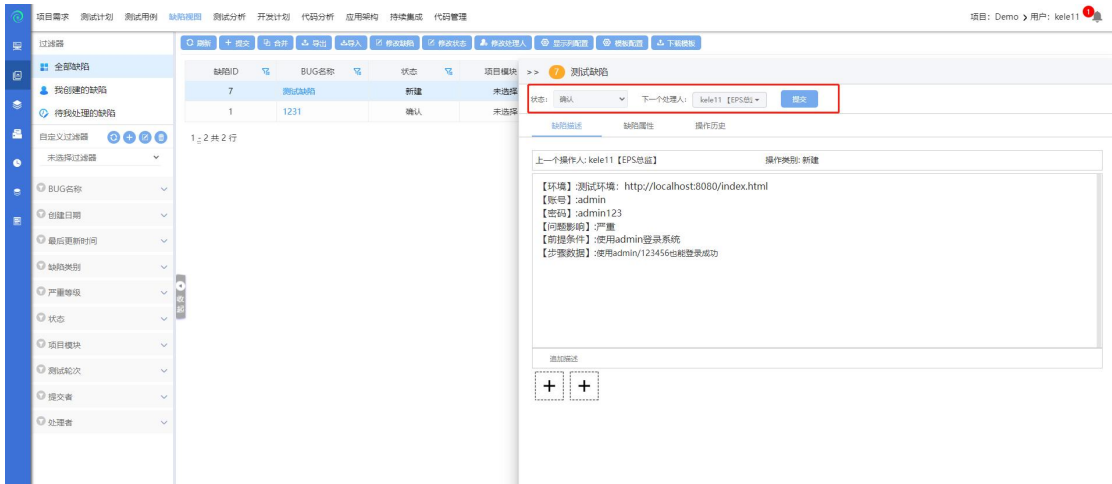 项目需求 测试计划 测试用例 缺陷视图 测试分析 开发计划 代码分析 应用架构 持续集成 代码管理
项目: Demo 用户: kele11
1
过滤器
全部缺陷
我创建的缺陷
待我处理的缺陷
自定义过滤器
未选择过滤器
BUG名称
创建日期
最后更新时间
缺陷类别
严重等级
状态
项目模块
测试轮次
提交者
处理者
刷新 + 提交 合并 导出 导入 修改缺陷 修改状态 修改处理人 显示列配置 模板配置 下载模板
缺陷ID BUG名称 状态 项目模块
7 测试缺陷 新建 未选择
1 1231 确认 未选择
1 - 2 共 2 行
收起
>> 7 测试缺陷
状态: 确认 下一个处理人: kele11【EPS总监 提交
缺陷描述 缺陷属性 操作历史
上一个操作人: kele11【EPS总监】 操作类别: 新建
【环境】:测试环境: http://localhost:8080/index.html
【账号】:admin
【密码】:admin123
【问题影响】:严重
【前提条件】:使用admin登录系统
【步骤数据】:使用admin/123456也能登录成功
追加描述
+ +